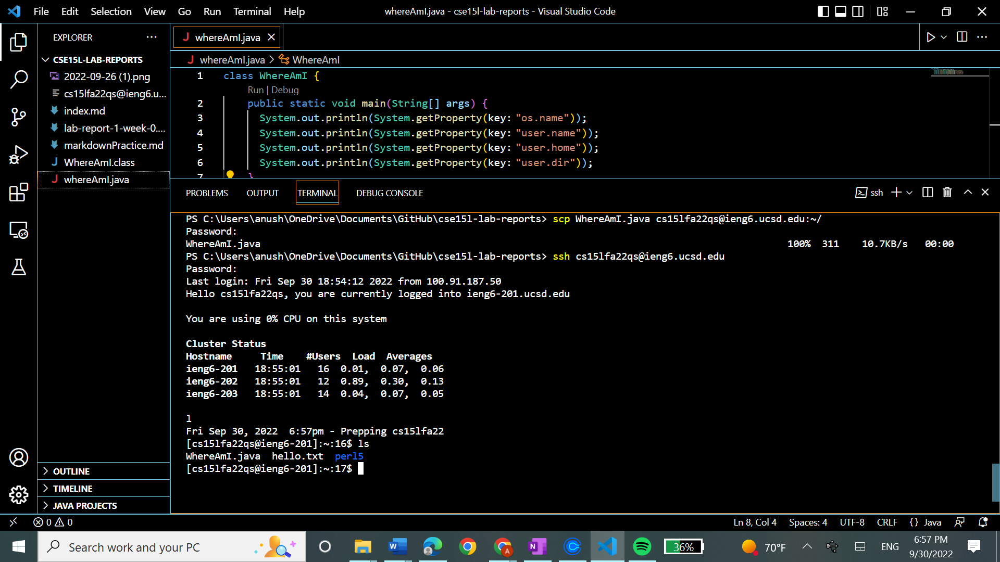 File Edit Selection View Go Run Terminal Help
whereAmI.java - cse15l-lab-reports - Visual Studio Code
EXPLORER
CSE15L-LAB-REPORTS
2022-09-26 (1).png
cs15lfa22qs@ieng6.u...
index.md
lab-report-1-week-0....
markdownPractice.md
WhereAmI.class
whereAmI.java
OUTLINE
TIMELINE
JAVA PROJECTS
whereAmI.java
whereAmI.java > WhereAmI
1 class WhereAmI {
Run | Debug
2 public static void main(String[] args) {
3 System.out.println(System.getProperty(key: "os.name"));
4 System.out.println(System.getProperty(key: "user.name"));
5 System.out.println(System.getProperty(key: "user.home"));
6 System.out.println(System.getProperty(key: "user.dir"));
7 }
PROBLEMS OUTPUT TERMINAL DEBUG CONSOLE
ssh
PS C:\Users\anush\OneDrive\Documents\GitHub\cse15l-lab-reports> scp WhereAmI.java cs15lfa22qs@ieng6.ucsd.edu:~/
Password:
WhereAmI.java 100% 311 10.7KB/s 00:00
PS C:\Users\anush\OneDrive\Documents\GitHub\cse15l-lab-reports> ssh cs15lfa22qs@ieng6.ucsd.edu
Password:
Last login: Fri Sep 30 18:54:12 2022 from 100.91.187.50
Hello cs15lfa22qs, you are currently logged into ieng6-201.ucsd.edu
You are using 0% CPU on this system
Cluster Status
Hostname Time #Users Load Averages
ieng6-201 18:55:01 16 0.01, 0.07, 0.06
ieng6-202 18:55:01 12 0.89, 0.30, 0.13
ieng6-203 18:55:01 14 0.04, 0.07, 0.05
l
Fri Sep 30, 2022 6:57pm - Prepping cs15lfa22
[cs15lfa22qs@ieng6-201]:~:16$ ls
WhereAmI.java hello.txt perl5
[cs15lfa22qs@ieng6-201]:~:17$
0 0
Ln 8, Col 4 Spaces: 4 UTF-8 CRLF {} Java
Search work and your PC
36%
70°F
ENG
6:57 PM
9/30/2022